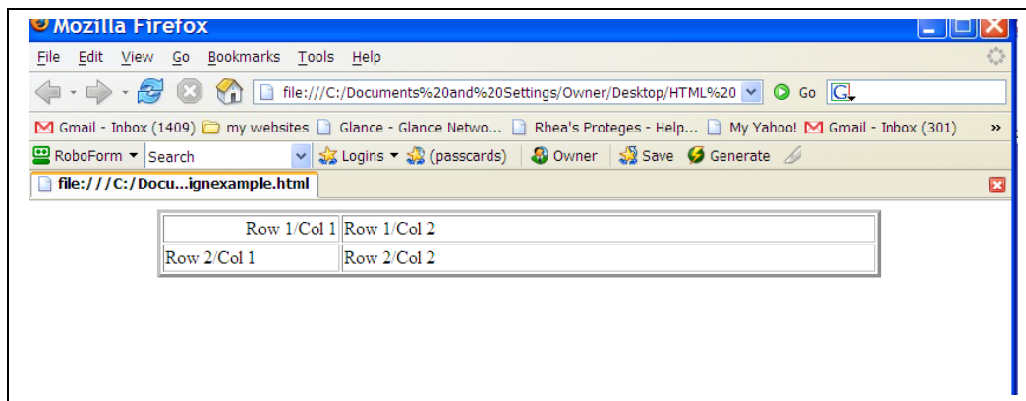 Mozilla Firefox
File Edit View Go Bookmarks Tools Help
file:///C:/Documents%20and%20Settings/Owner/Desktop/HTML%20 Go G
Gmail - Inbox (1409) my websites Glance - Glance Netwo... Rhea's Proteges - Help... My Yahoo! Gmail - Inbox (301) »
RoboForm Search Logins (passcards) Owner Save Generate
file:///C:/Docu...ignexample.html
Row 1/Col 1 Row 1/Col 2
Row 2/Col 1 Row 2/Col 2